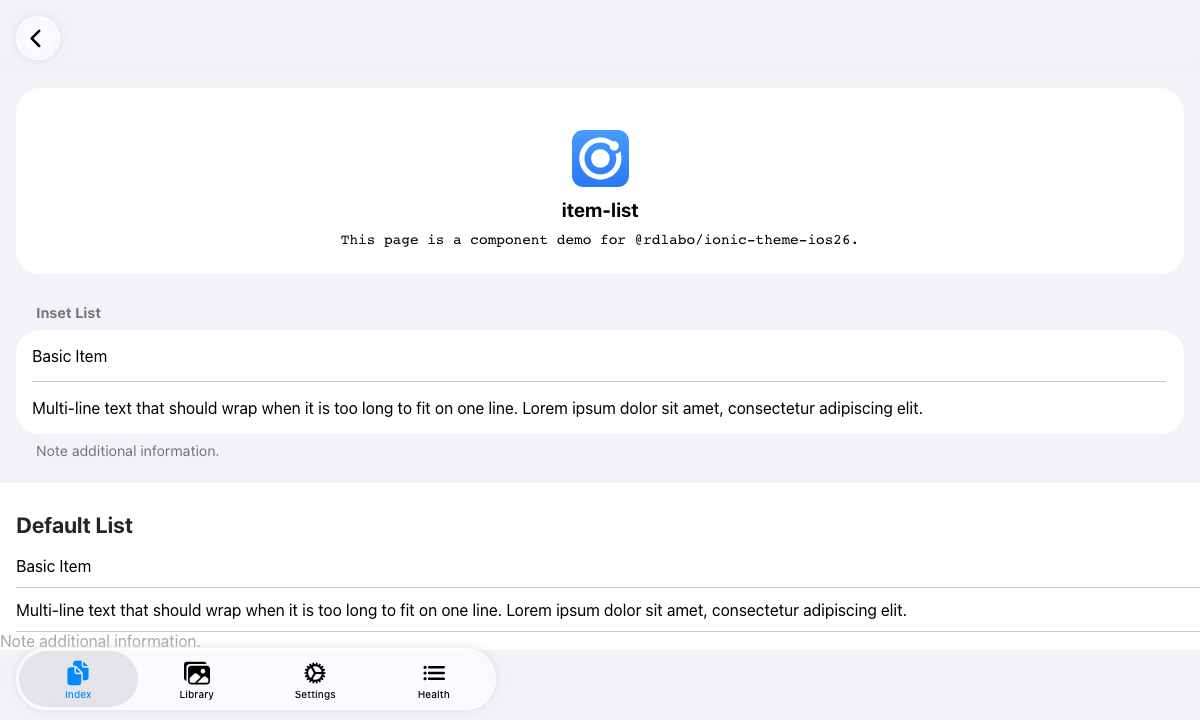 item-list
This page is a component demo for @rdlabo/ionic-theme-ios26.
Inset List
Basic Item
Multi-line text that should wrap when it is too long to fit on one line. Lorem ipsum dolor sit amet, consectetur adipiscing elit.
Note additional information.
Default List
Basic Item
Multi-line text that should wrap when it is too long to fit on one line. Lorem ipsum dolor sit amet, consectetur adipiscing elit.
Note additional information.
Index
Library
Settings
Health